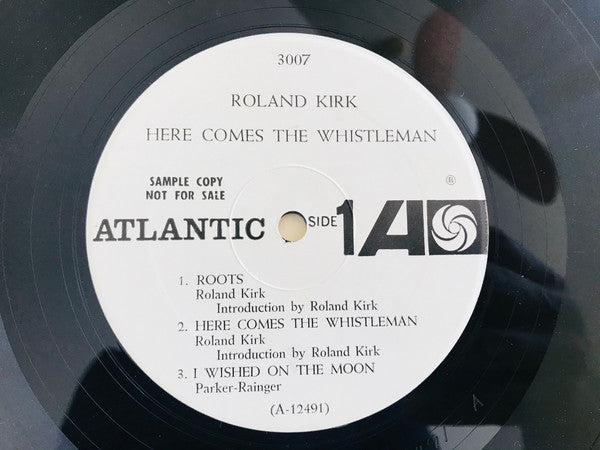 3007
ROLAND KIRK
HERE COMES THE WHISTLEMAN
SAMPLE COPY
NOT FOR SALE
®
ATLANTIC SIDE 1 A
1. ROOTS
Roland Kirk
Introduction by Roland Kirk
2. HERE COMES THE WHISTLEMAN
Roland Kirk
Introduction by Roland Kirk
3. I WISHED ON THE MOON
Parker-Rainger
(A-12491)
A